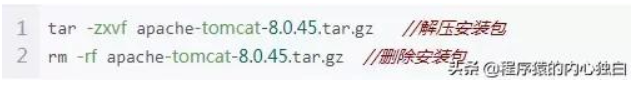 1 tar -zxvf apache-tomcat-8.0.45.tar.gz //解压安装包
2 rm -rf apache-tomcat-8.0.45.tar.gz //删除安装包
头条 @程序猿的内心独白